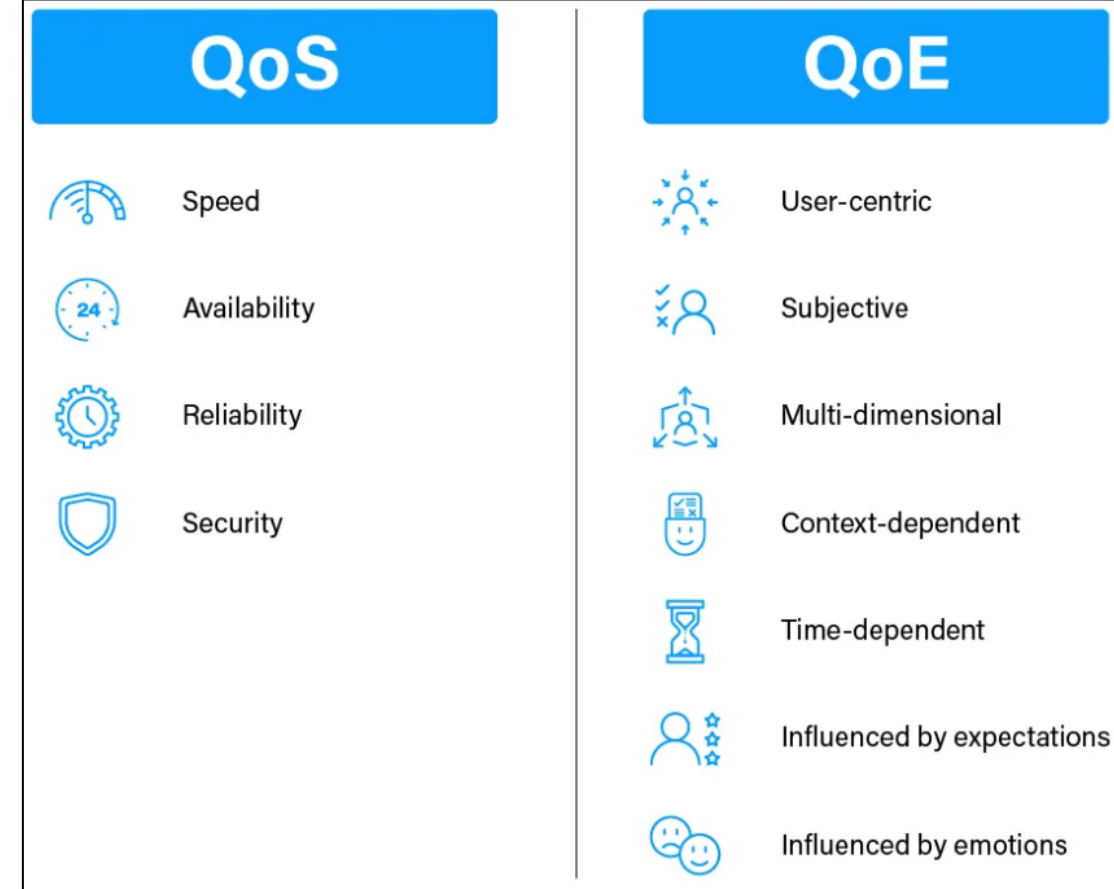 QoS
Speed
Availability
24
Reliability
Security
QoE
User-centric
Subjective
Multi-dimensional
Context-dependent
Time-dependent
Influenced by expectations
Influenced by emotions